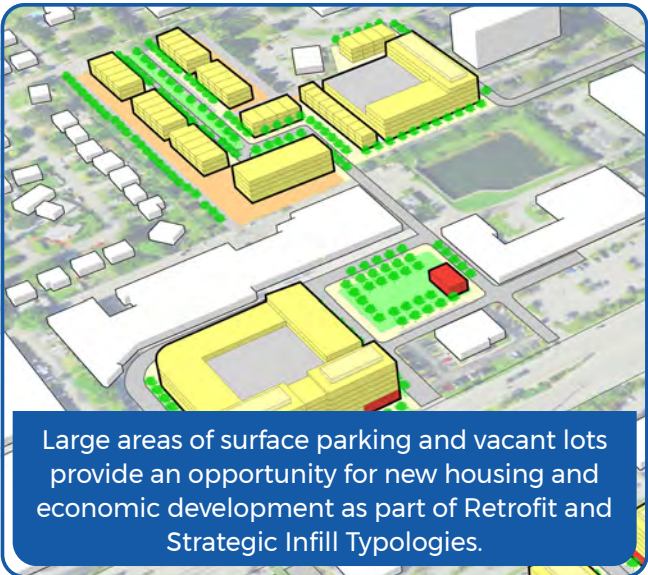 Large areas of surface parking and vacant lots
provide an opportunity for new housing and
economic development as part of Retrofit and
Strategic Infill Typologies.